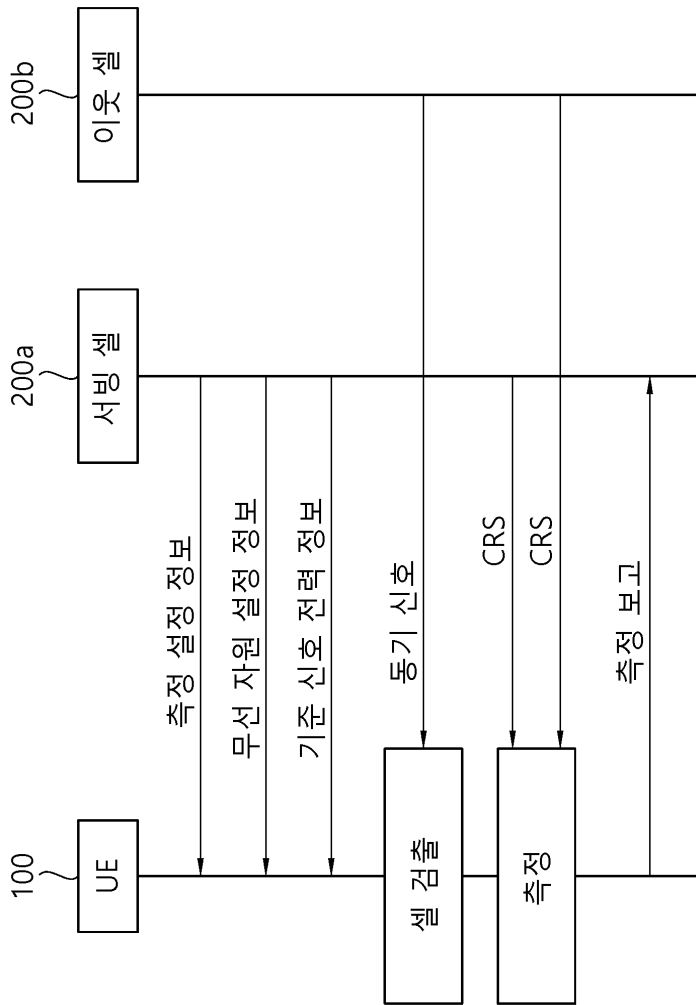 100
200a
200b
UE
서빙 셀
이웃 셀
측정 설정 정보
무선 자원 설정 정보
기준 신호 전력 정보
동기 신호
셀 검출
CRS
CRS
측정
측정 보고